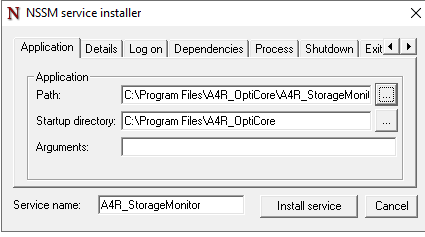 NSSM service installer
Application Details Log on Dependencies Process Shutdown Exit
Application
Path: C:\Program Files\A4R_OptiCore\A4R_StorageMonit ...
Startup directory: C:\Program Files\A4R_OptiCore ...
Arguments:
Service name: A4R_StorageMonitor Install service Cancel